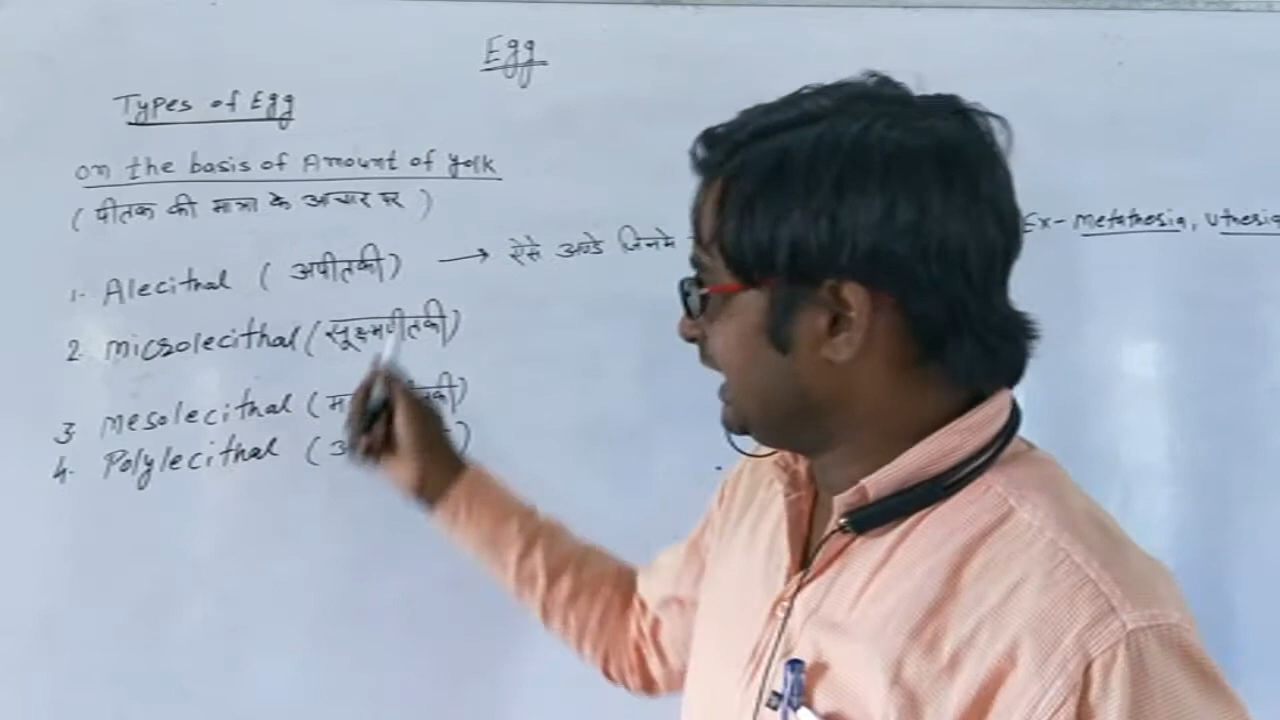 Egg
Types of Egg
on the basis of Amount of yolk
(पीतक की मात्रा के आधार पर)
1. Alecithal (अपीतकी) → ऐसे अण्डे जिनमे Ex- Metathesia, Uthesia
2. Microlecithal (सूक्ष्मपीतकी)
3. Mesolecithal (
4. Polylecithal (